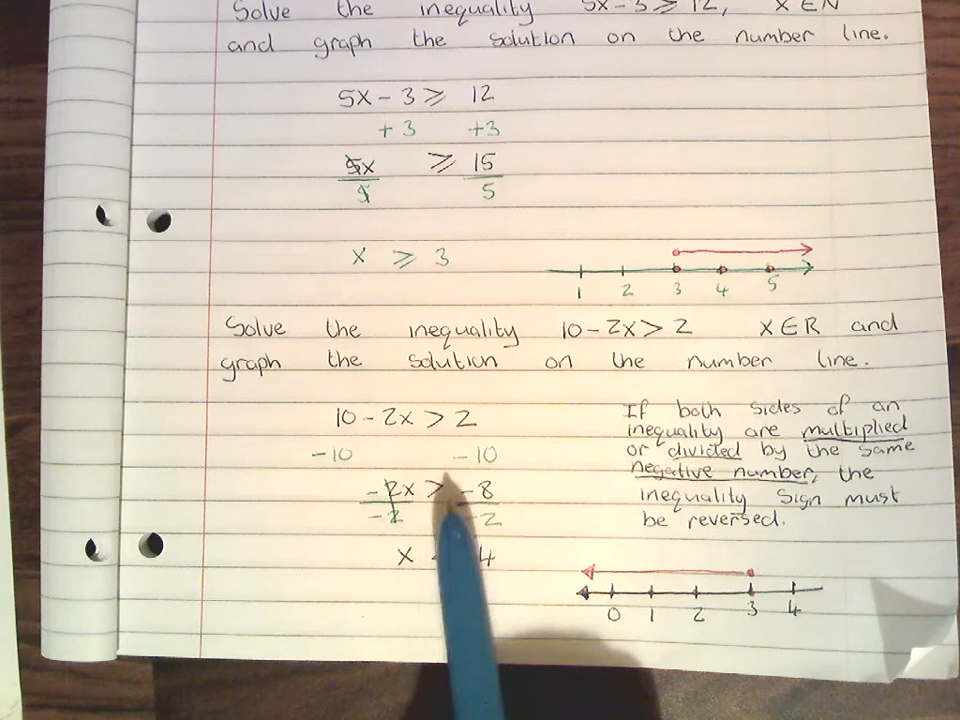 Solve the inequality 5x-3 ≥ 12, x ∈ N
and graph the solution on the number line.
5x - 3 ≥ 12
+3 +3
5x ≥ 15
5 5
x ≥ 3
1 2 3 4 5
Solve the inequality 10-2x > 2 x ∈ R and
graph the solution on the number line.
10 - 2x > 2
-10 -10
-2x > -8
-2 -2
x 4
If both sides of an
inequality are multiplied
or divided by the same
negative number, the
inequality sign must
be reversed.
0 1 2 3 4